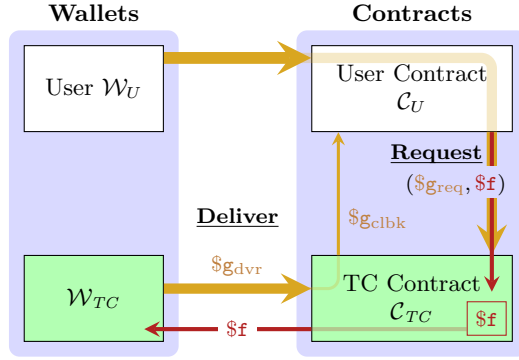 Wallets
Contracts
User 𝒲_U
User Contract
𝒞_U
Request
($g_req, $f)
Deliver
$g_clbk
$g_dvr
𝒲_TC
TC Contract
𝒞_TC
$f
$f